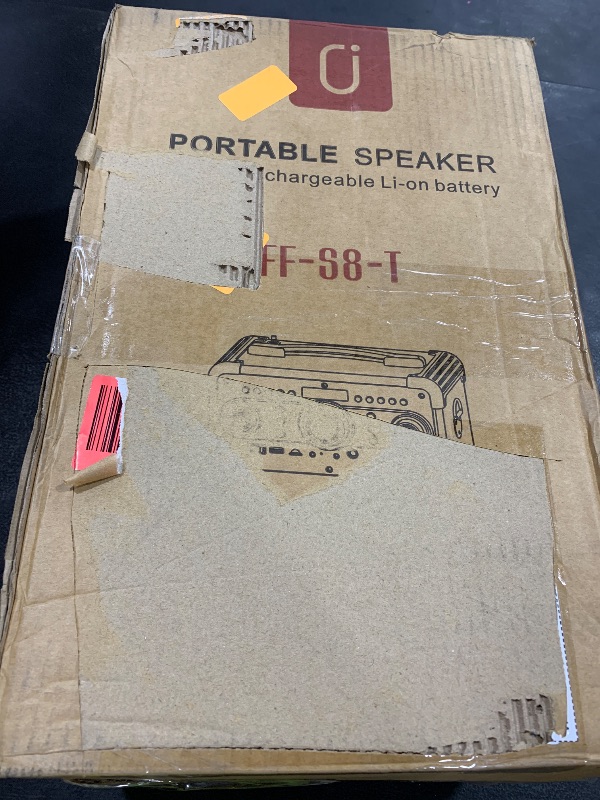 PORTABLE SPEAKER
chargeable Li-on battery
FF-S8-T